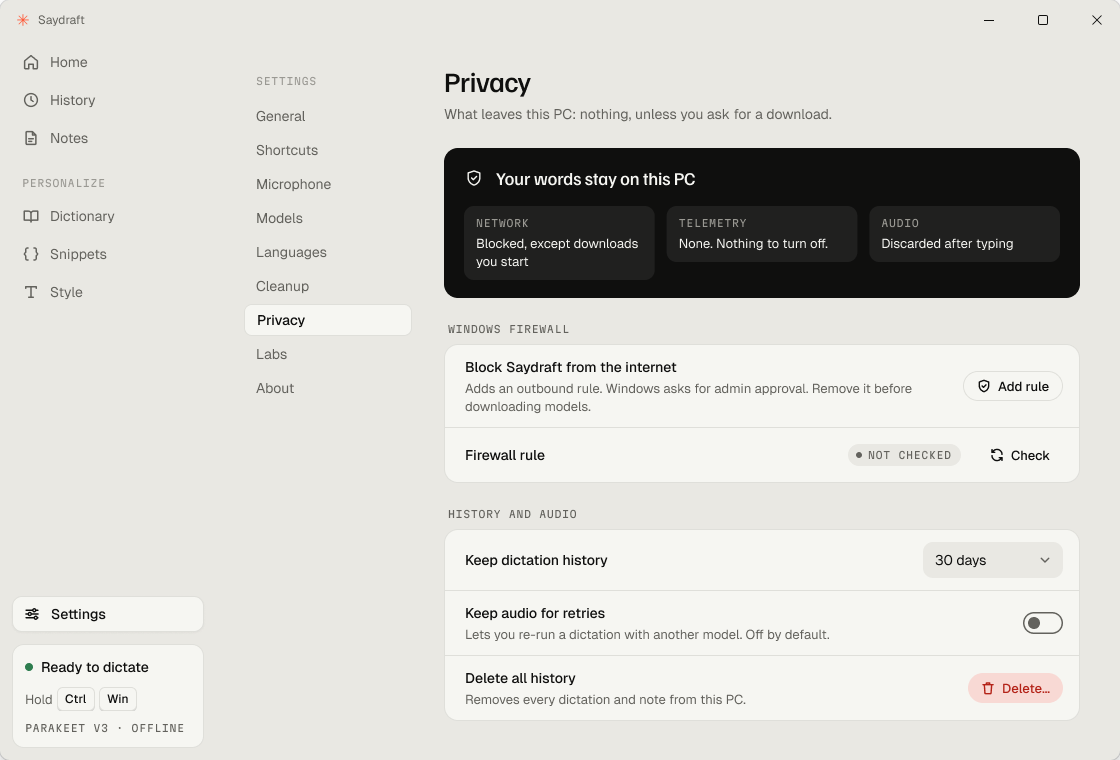 Saydraft
Home
History
Notes
PERSONALIZE
Dictionary
Snippets
Style
Settings
Ready to dictate
Hold Ctrl Win
PARAKEET V3 · OFFLINE
SETTINGS
General
Shortcuts
Microphone
Models
Languages
Cleanup
Privacy
Labs
About
Privacy
What leaves this PC: nothing, unless you ask for a download.
Your words stay on this PC
NETWORK
Blocked, except downloads
you start
TELEMETRY
None. Nothing to turn off.
AUDIO
Discarded after typing
WINDOWS FIREWALL
Block Saydraft from the internet
Adds an outbound rule. Windows asks for admin approval. Remove it before
downloading models.
Add rule
Firewall rule
NOT CHECKED
Check
HISTORY AND AUDIO
Keep dictation history
30 days
Keep audio for retries
Lets you re-run a dictation with another model. Off by default.
Delete all history
Removes every dictation and note from this PC.
Delete...